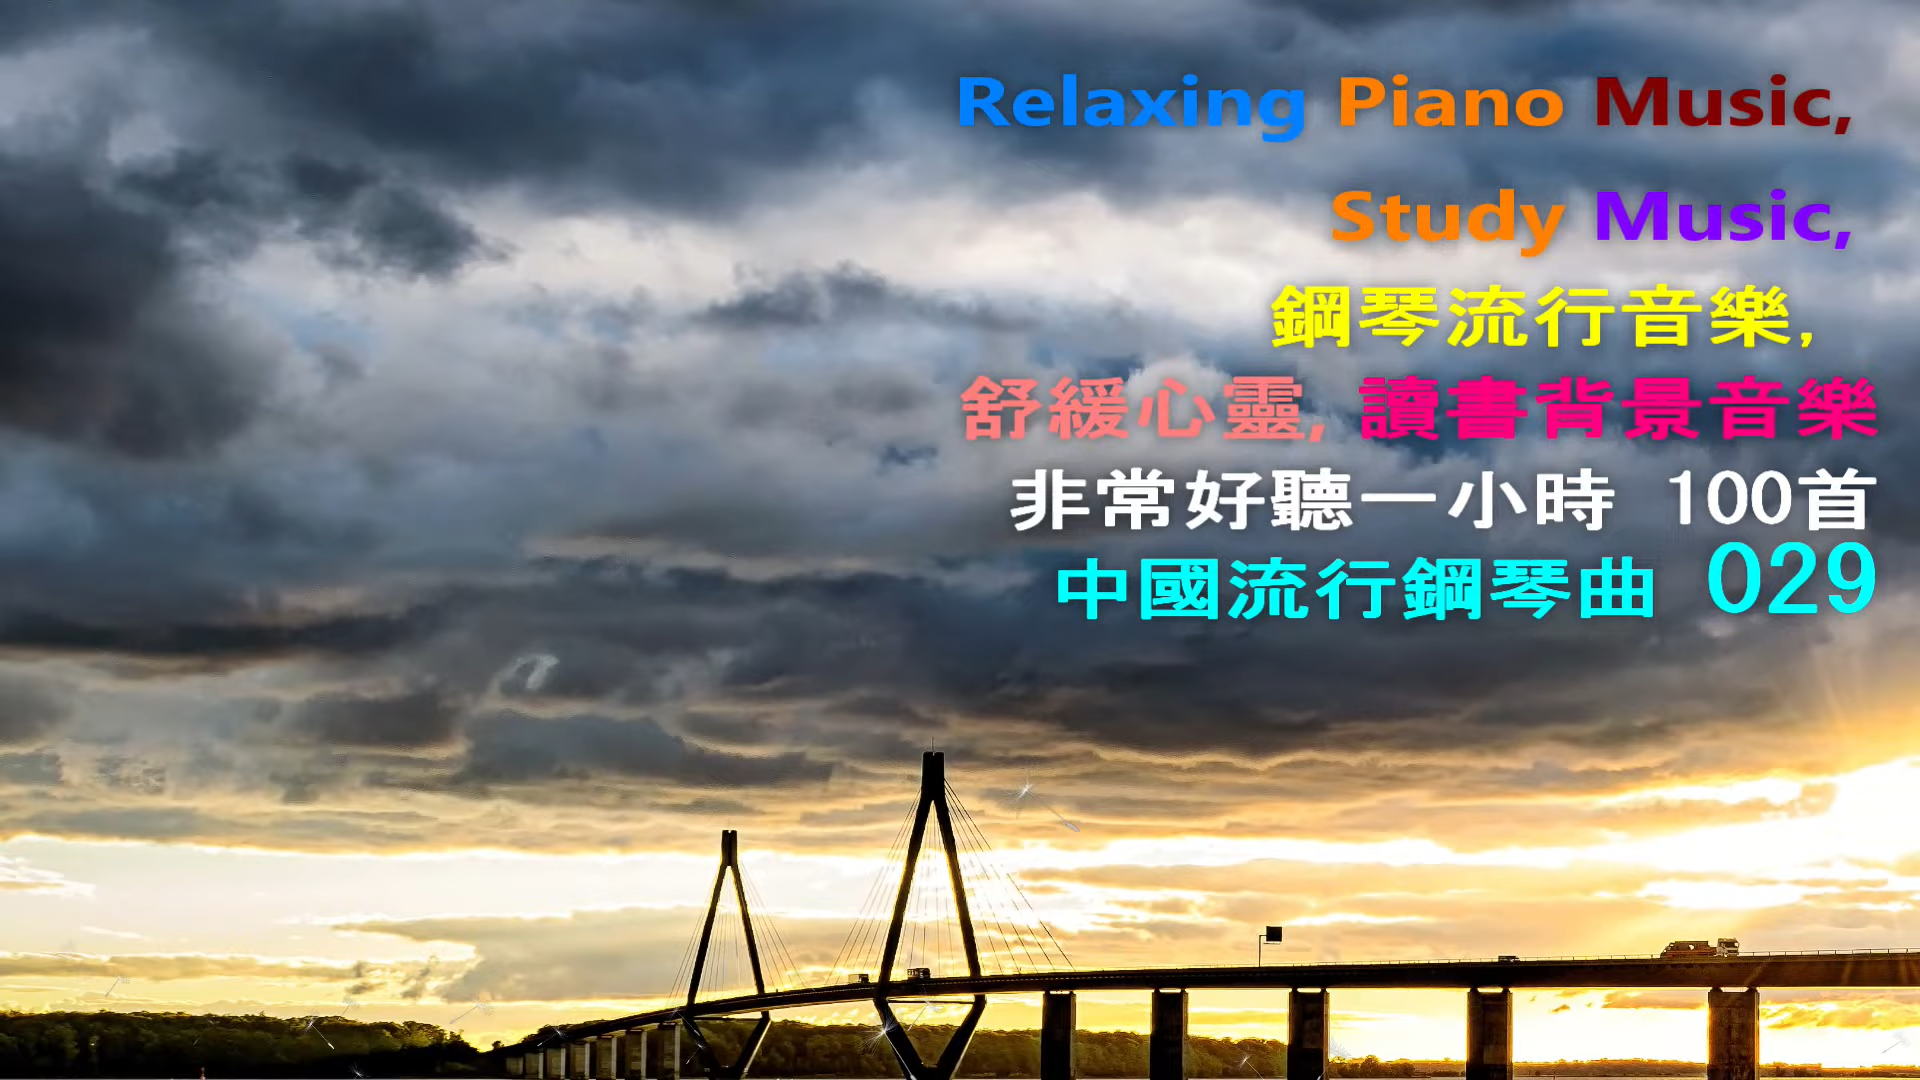 Relaxing Piano Music,
Study Music,
鋼琴流行音樂,
舒緩心靈, 讀書背景音樂
非常好聽一小時 100首
中國流行鋼琴曲 029